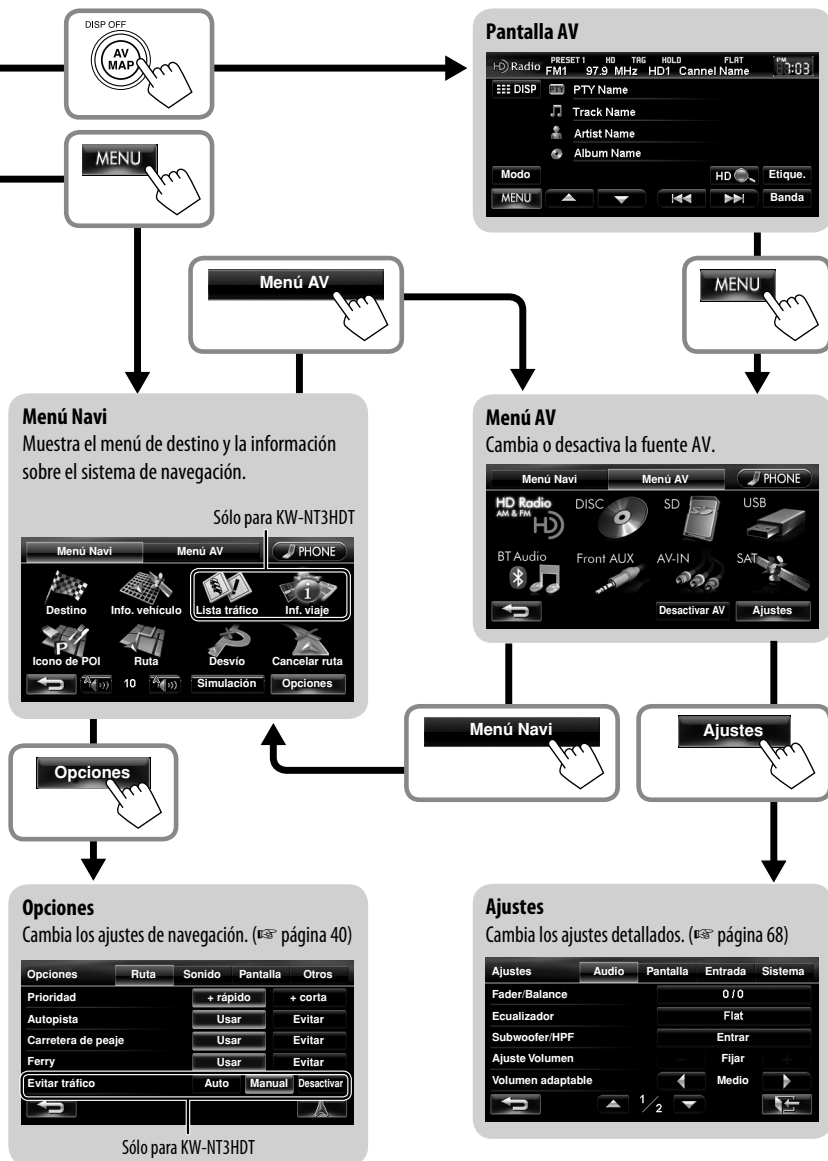 DISP OFF
AV
MAP
MENU
Pantalla AV
HD Radio PRESET 1 HD TAG HOLD FLAT PM
FM1 97.9 MHz HD1 Cannel Name 7:03
DISP PTY PTY Name
Track Name
Artist Name
Album Name
Modo HD Etique.
MENU Banda
Menú AV
MENU
Menú Navi
Muestra el menú de destino y la información
sobre el sistema de navegación.
Sólo para KW-NT3HDT
Menú Navi Menú AV PHONE
Destino Info. vehículo Lista tráfico Inf. viaje
P
Icono de POI Ruta Desvío Cancelar ruta
10 Simulación Opciones
Menú AV
Cambia o desactiva la fuente AV.
Menú Navi Menú AV PHONE
HD Radio DISC SD USB
AM & FM
HD
BT Audio Front AUX AV-IN SAT
Desactivar AV Ajustes
Menú Navi
Ajustes
Opciones
Opciones
Cambia los ajustes de navegación. (☞ página 40)
Opciones Ruta Sonido Pantalla Otros
Prioridad + rápido + corta
Autopista Usar Evitar
Carretera de peaje Usar Evitar
Ferry Usar Evitar
Evitar tráfico Auto Manual Desactivar
Sólo para KW-NT3HDT
Ajustes
Cambia los ajustes detallados. (☞ página 68)
Ajustes Audio Pantalla Entrada Sistema
Fader/Balance 0 / 0
Ecualizador Flat
Subwoofer/HPF Entrar
Ajuste Volumen − Fijar +
Volumen adaptable Medio
1/2